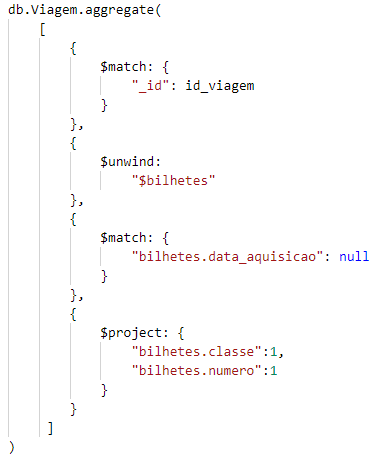 db.Viagem.aggregate(
[
{
$match: {
"_id": id_viagem
}
},
{
$unwind:
"$bilhetes"
},
{
$match: {
"bilhetes.data_aquisicao": null
}
},
{
$project: {
"bilhetes.classe":1,
"bilhetes.numero":1
}
}
]
)